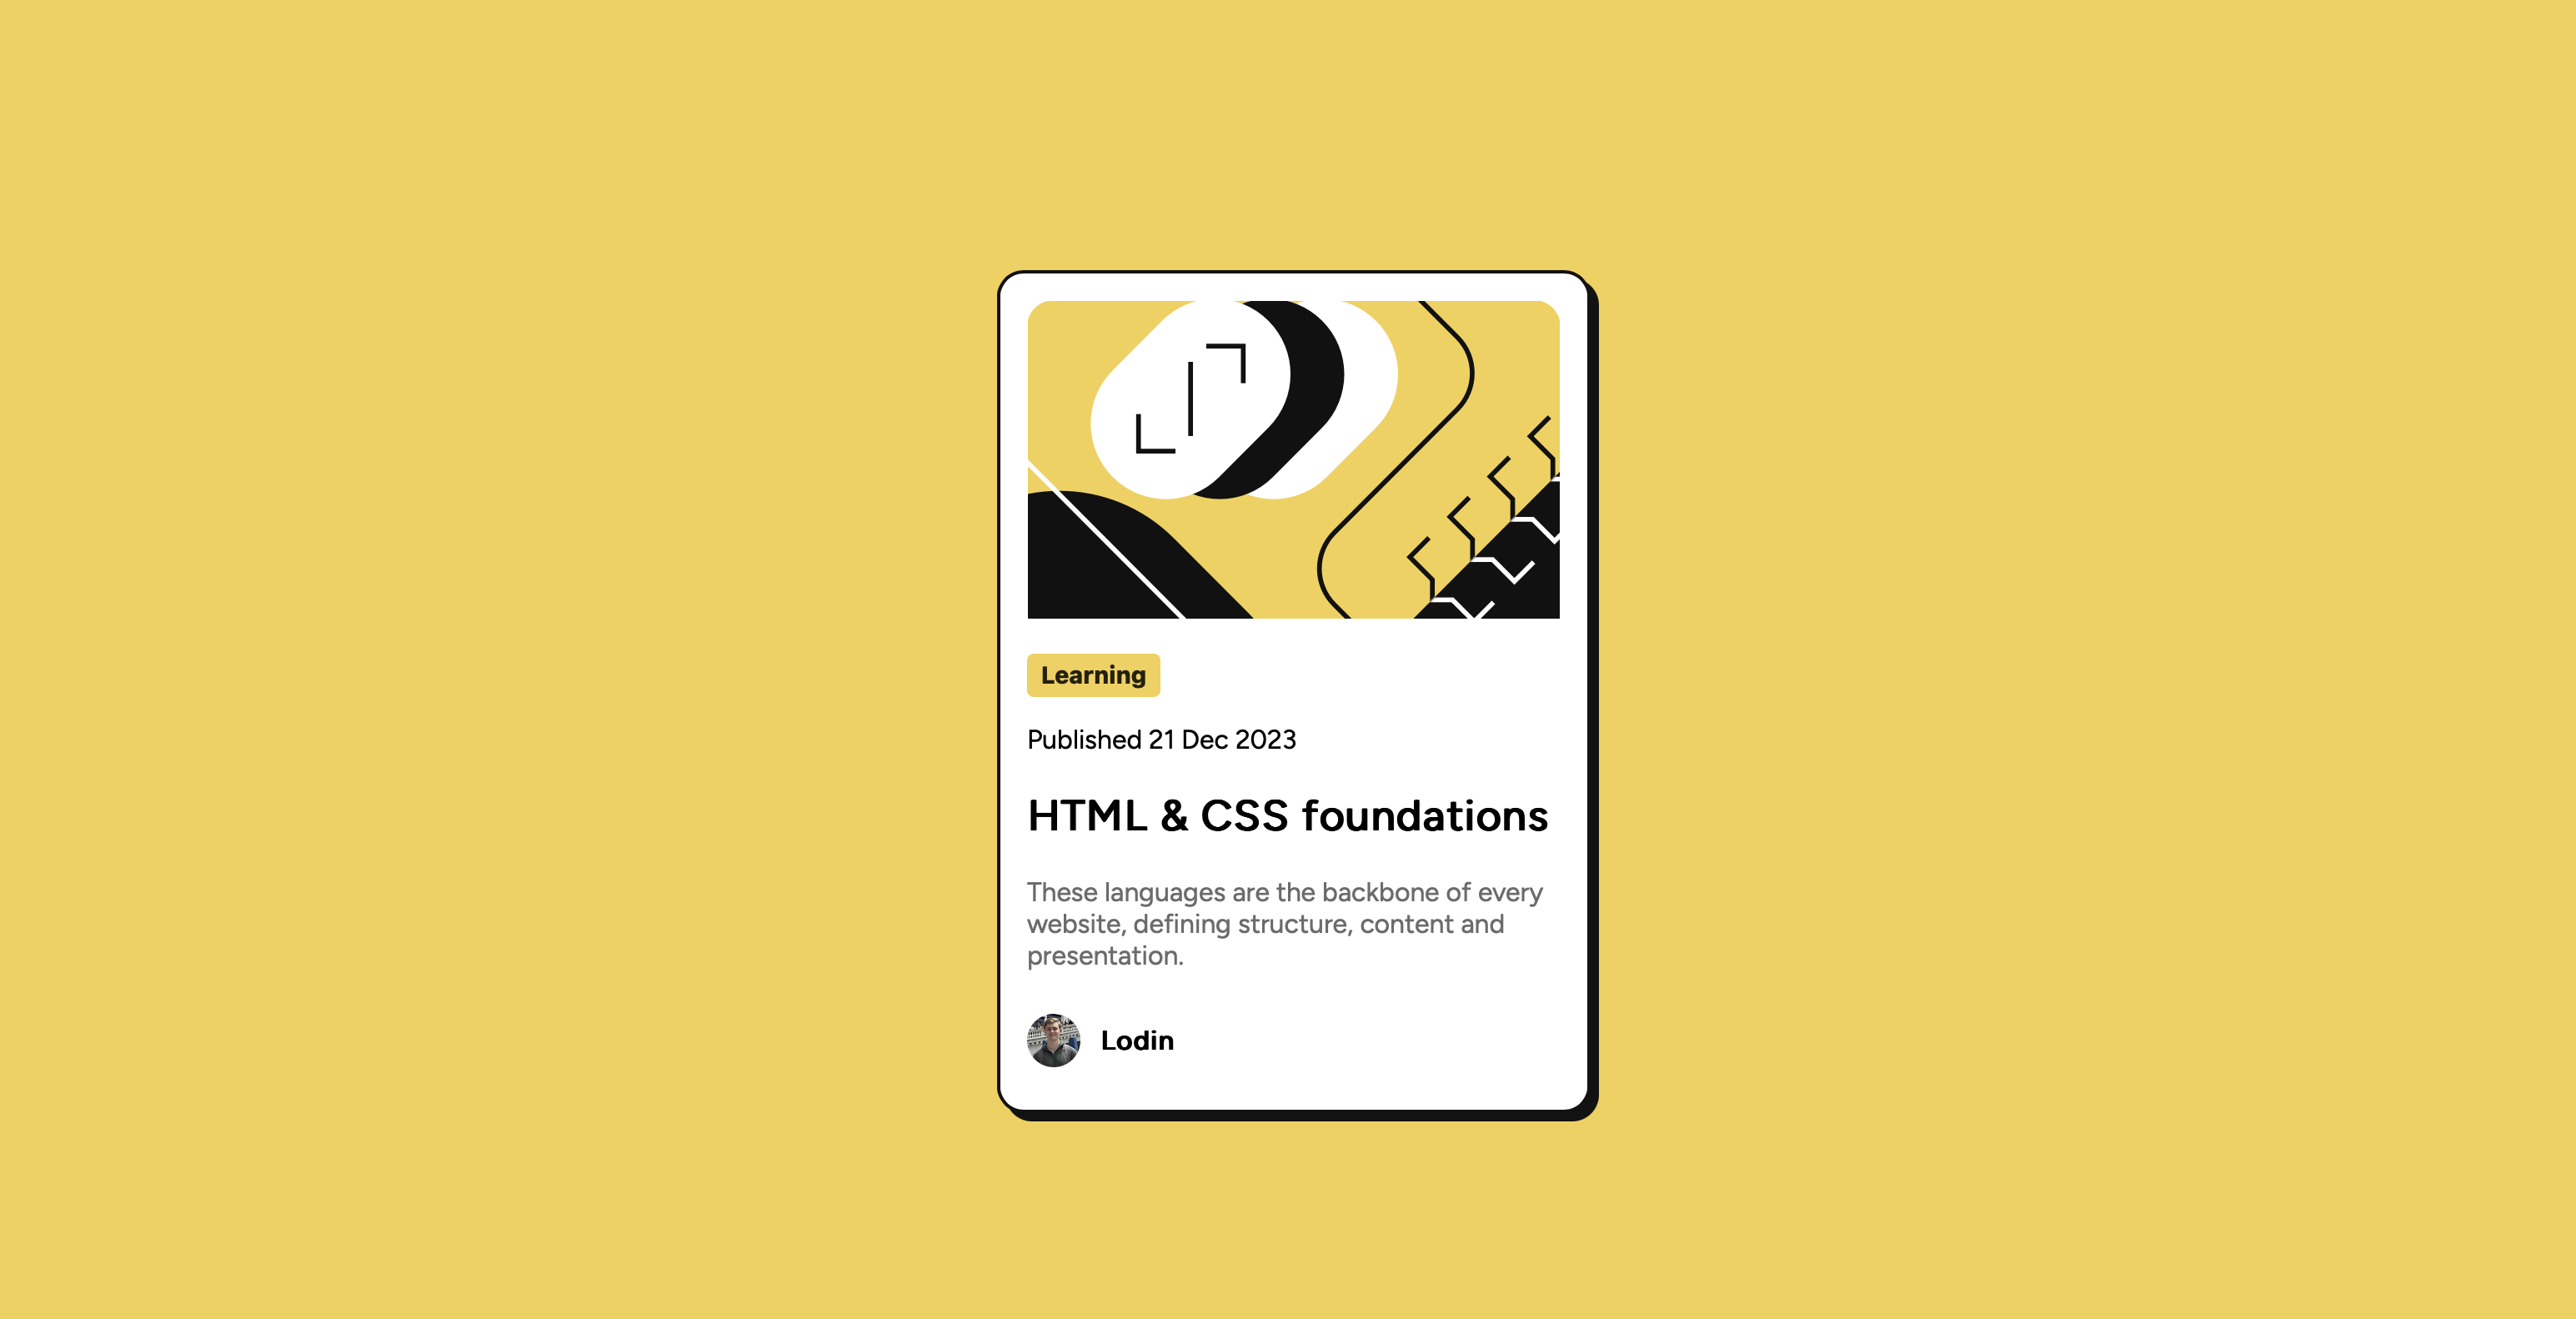 Learning
Published 21 Dec 2023
HTML & CSS foundations
These languages are the backbone of every
website, defining structure, content and
presentation.
Lodin